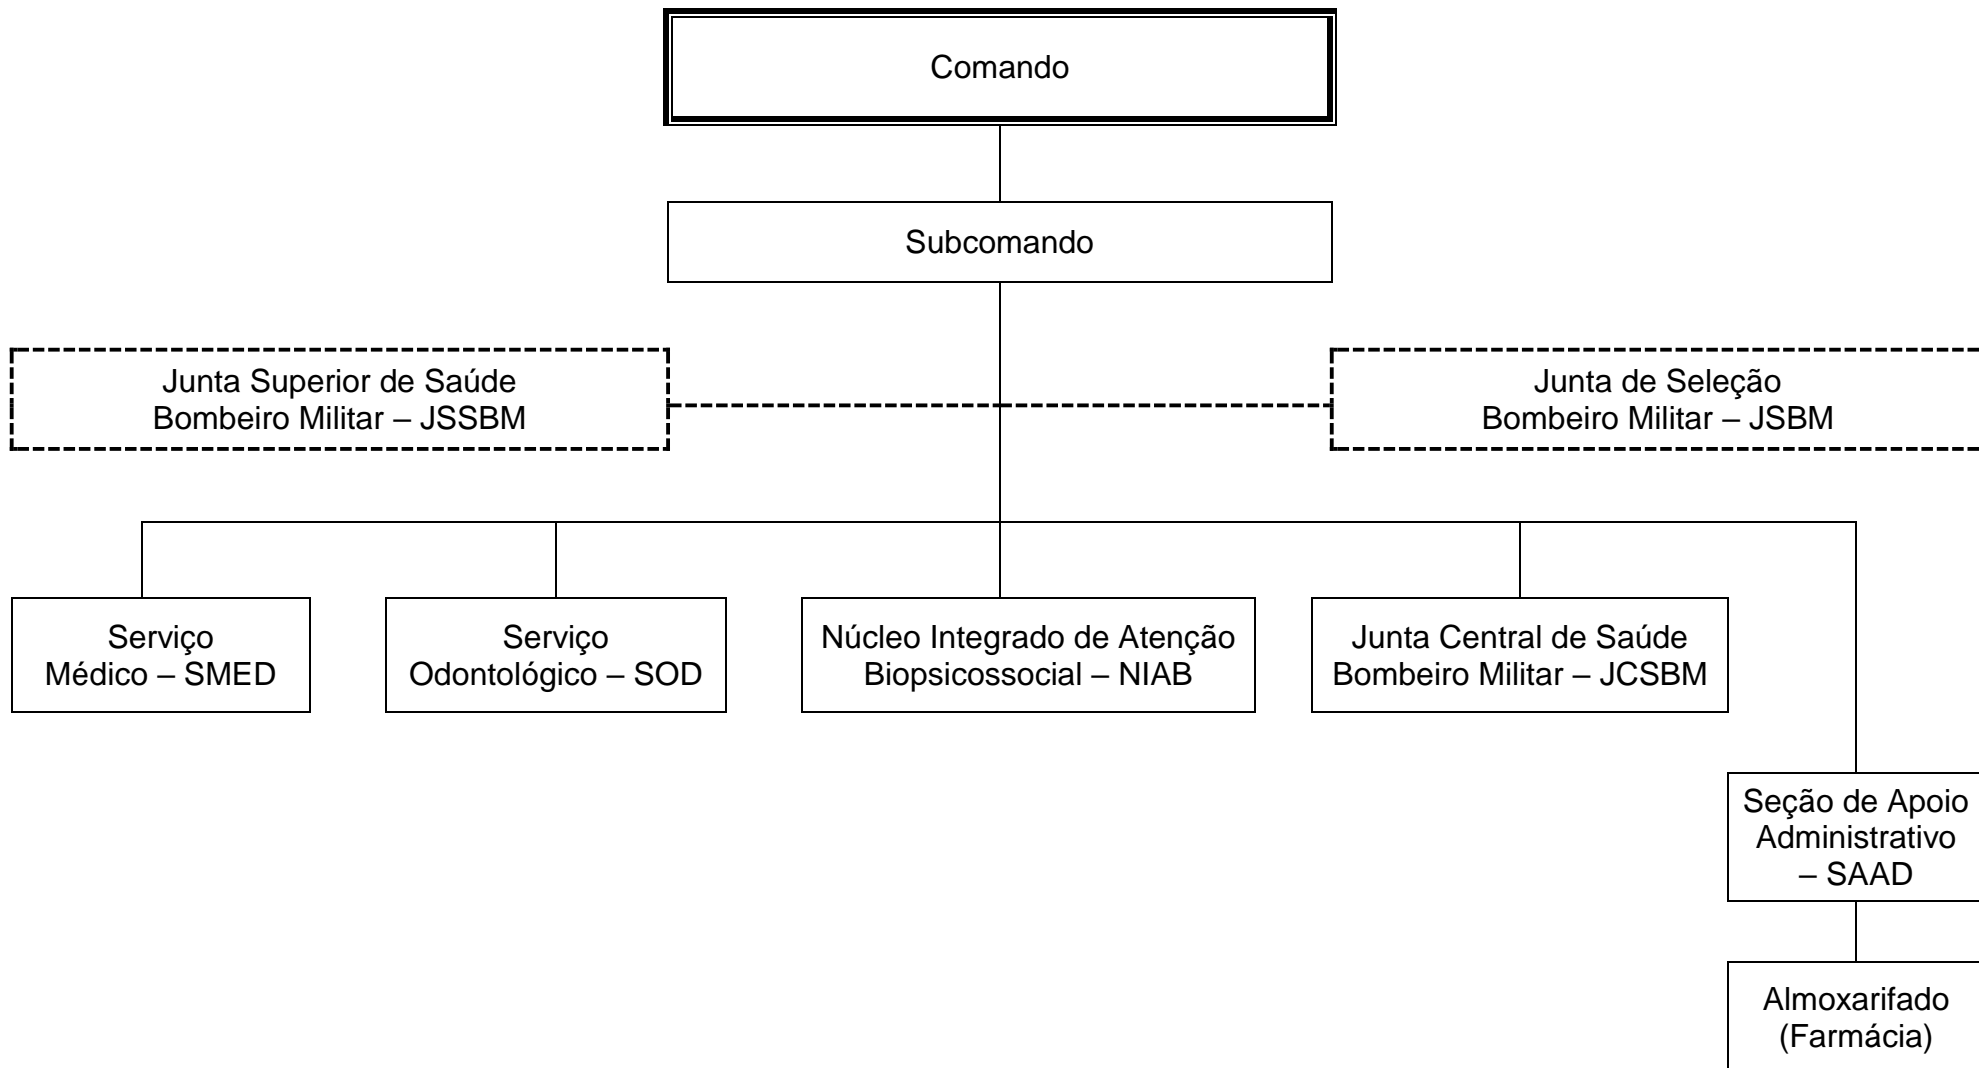 Comando
Subcomando
Junta Superior de Saúde
Bombeiro Militar – JSSBM
Junta de Seleção
Bombeiro Militar – JSBM
Serviço
Médico – SMED
Serviço
Odontológico – SOD
Núcleo Integrado de Atenção
Biopsicossocial – NIAB
Junta Central de Saúde
Bombeiro Militar – JCSBM
Seção de Apoio
Administrativo
– SAAD
Almoxarifado
(Farmácia)